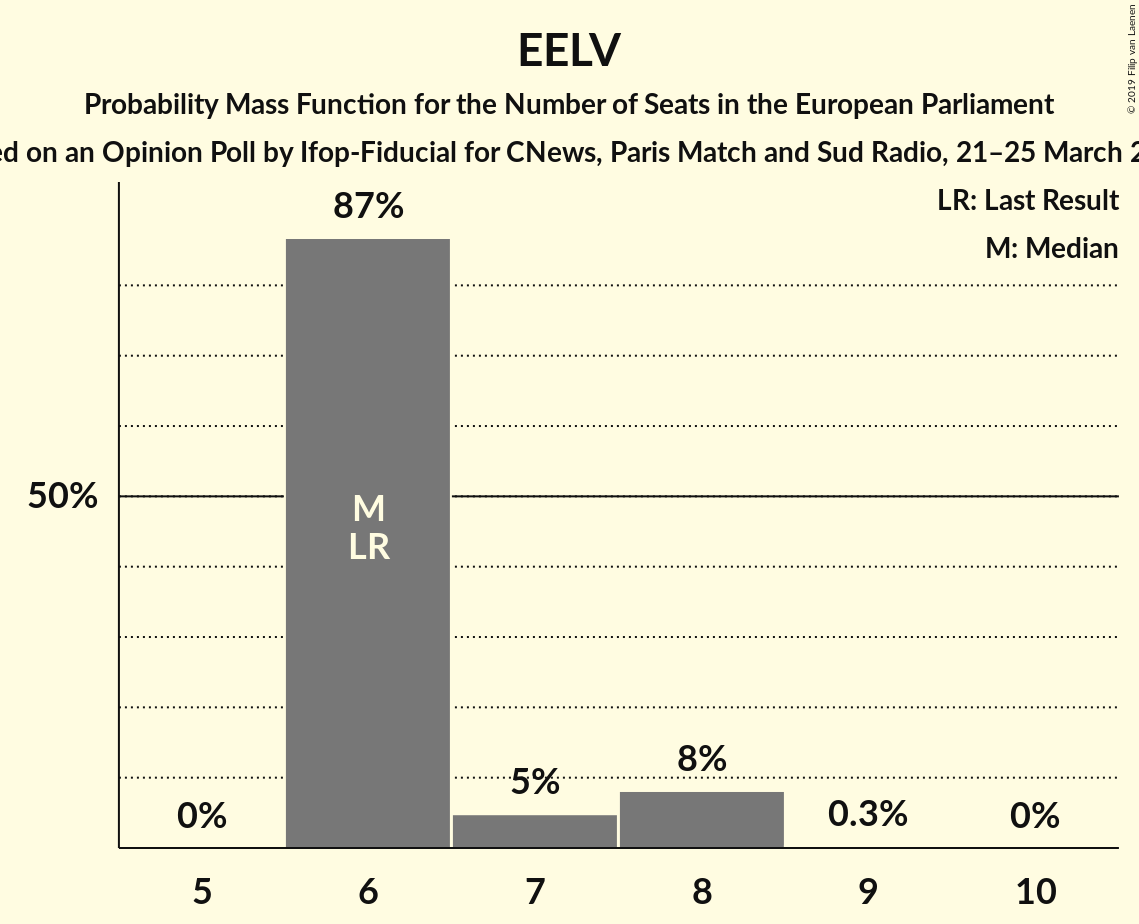 EELV
Probability Mass Function for the Number of Seats in the European Parliament
on an Opinion Poll by Ifop-Fiducial for CNews, Paris Match and Sud Radio, 21–25 March
LR: Last Result
M: Median
87%
50%
M
LR
0%
5%
8%
0.3%
0%
5
6
7
8
9
10
© 2019 Filip van Laenen